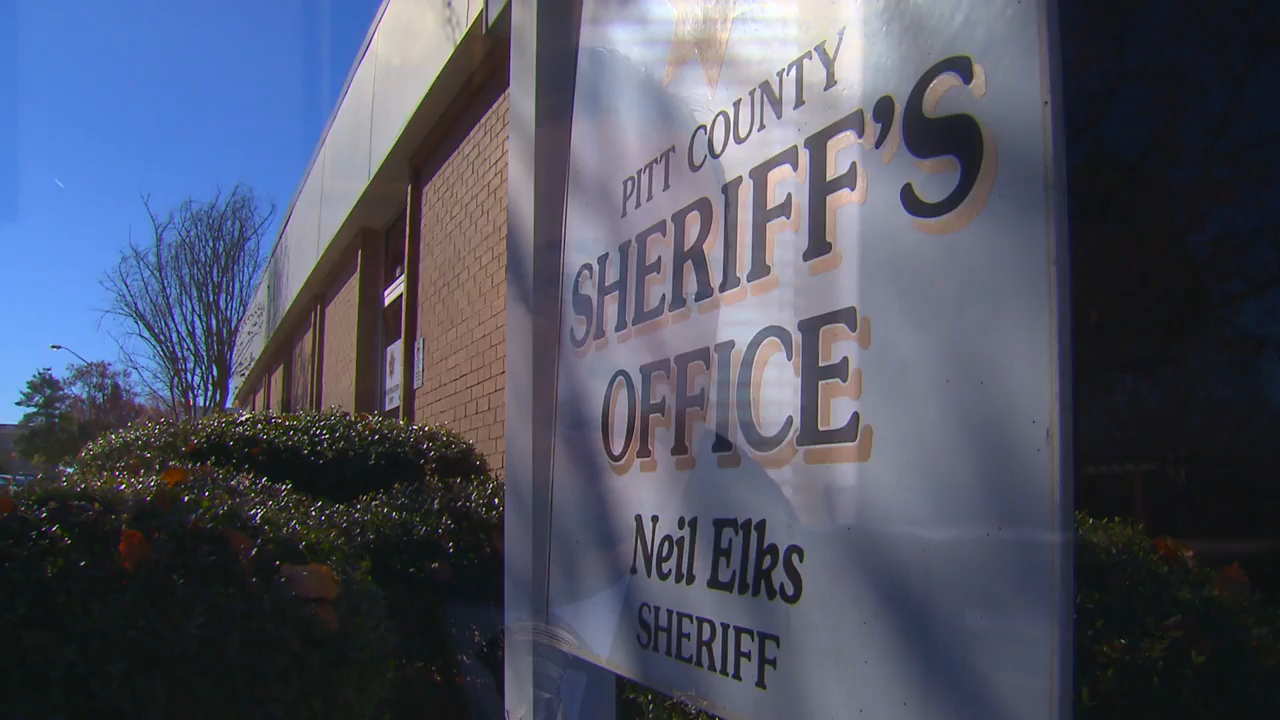 PITT COUNTY
SHERIFF'S
OFFICE
Neil Elks
SHERIFF